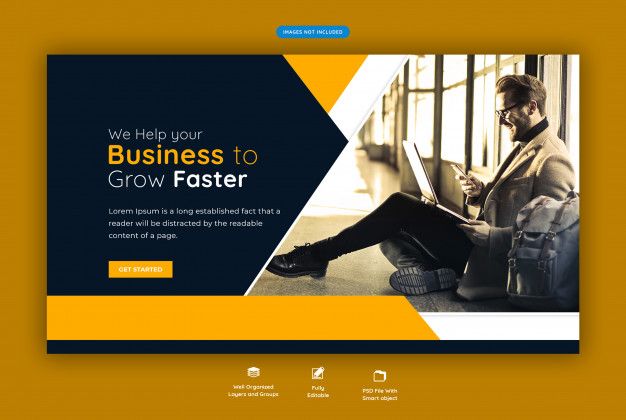 IMAGES NOT INCLUDED
We Help your
Business to
Grow Faster
Lorem Ipsum is a long established fact that a
reader will be distracted by the readable
content of a page.
GET STARTED
Well Organized
Layers and Groups
Fully
Editable
PSD File With
Smart object